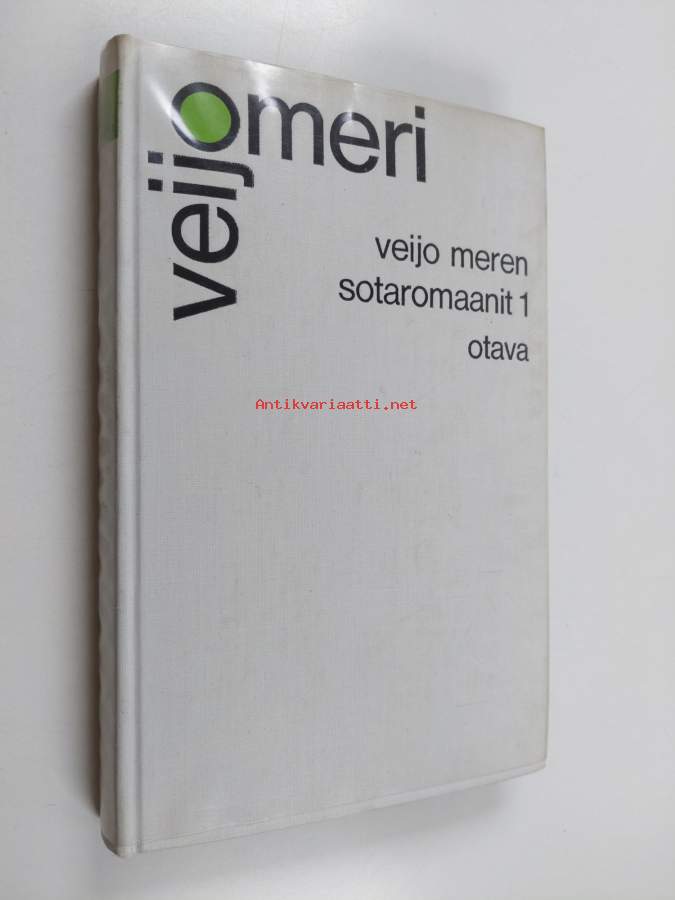 veijo
meri
veijo meren
sotaromaanit 1
otava
Antikvariaatti.net